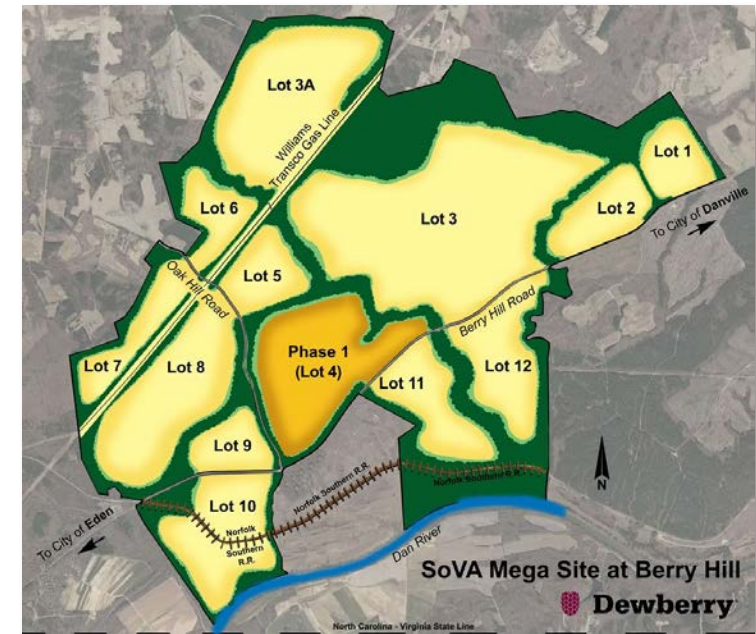 Lot 3A
Williams
Transco Gas Line
Lot 1
Lot 6
Lot 2
Lot 3
To City of Danville
Lot 5
Oak Hill Road
Berry Hill Road
Phase 1
(Lot 4)
Lot 7
Lot 8
Lot 11
Lot 12
Lot 9
Norfolk Southern R.R.
Norfolk Southern R.R.
N
Lot 10
Norfolk
Southern
R.R.
To City of Eden
Dan River
SoVA Mega Site at Berry Hill
Dewberry
North Carolina - Virginia State Line